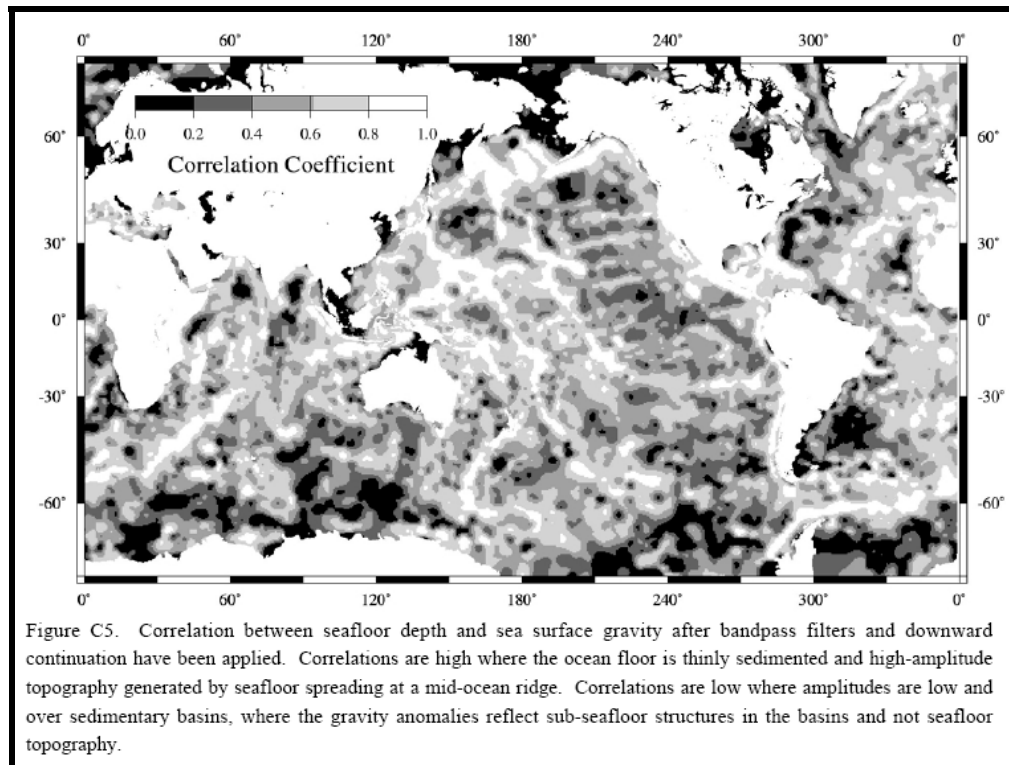 0° 60° 120° 180° 240° 300° 0°
0.0 0.2 0.4 0.6 0.8 1.0
60° 60°
Correlation Coefficient
30° 30°
0° 0°
-30° -30°
-60° -60°
0° 60° 120° 180° 240° 300° 0°
Figure C5. Correlation between seafloor depth and sea surface gravity after bandpass filters and downward
continuation have been applied. Correlations are high where the ocean floor is thinly sedimented and high-amplitude
topography generated by seafloor spreading at a mid-ocean ridge. Correlations are low where amplitudes are low and
over sedimentary basins, where the gravity anomalies reflect sub-seafloor structures in the basins and not seafloor
topography.